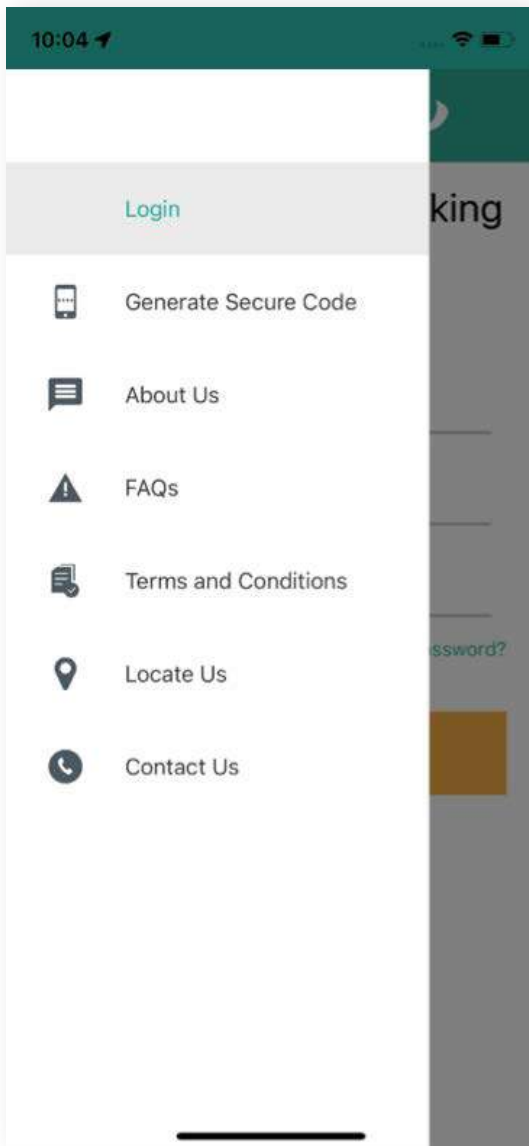 10:04
Login
king
Generate Secure Code
About Us
FAQs
Terms and Conditions
ssword?
Locate Us
Contact Us